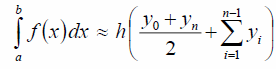 ∫_a^b f(x)dx ≈ h( (y_0 + y_n)/2 + ∑_{i=1}^{n-1} y_i )